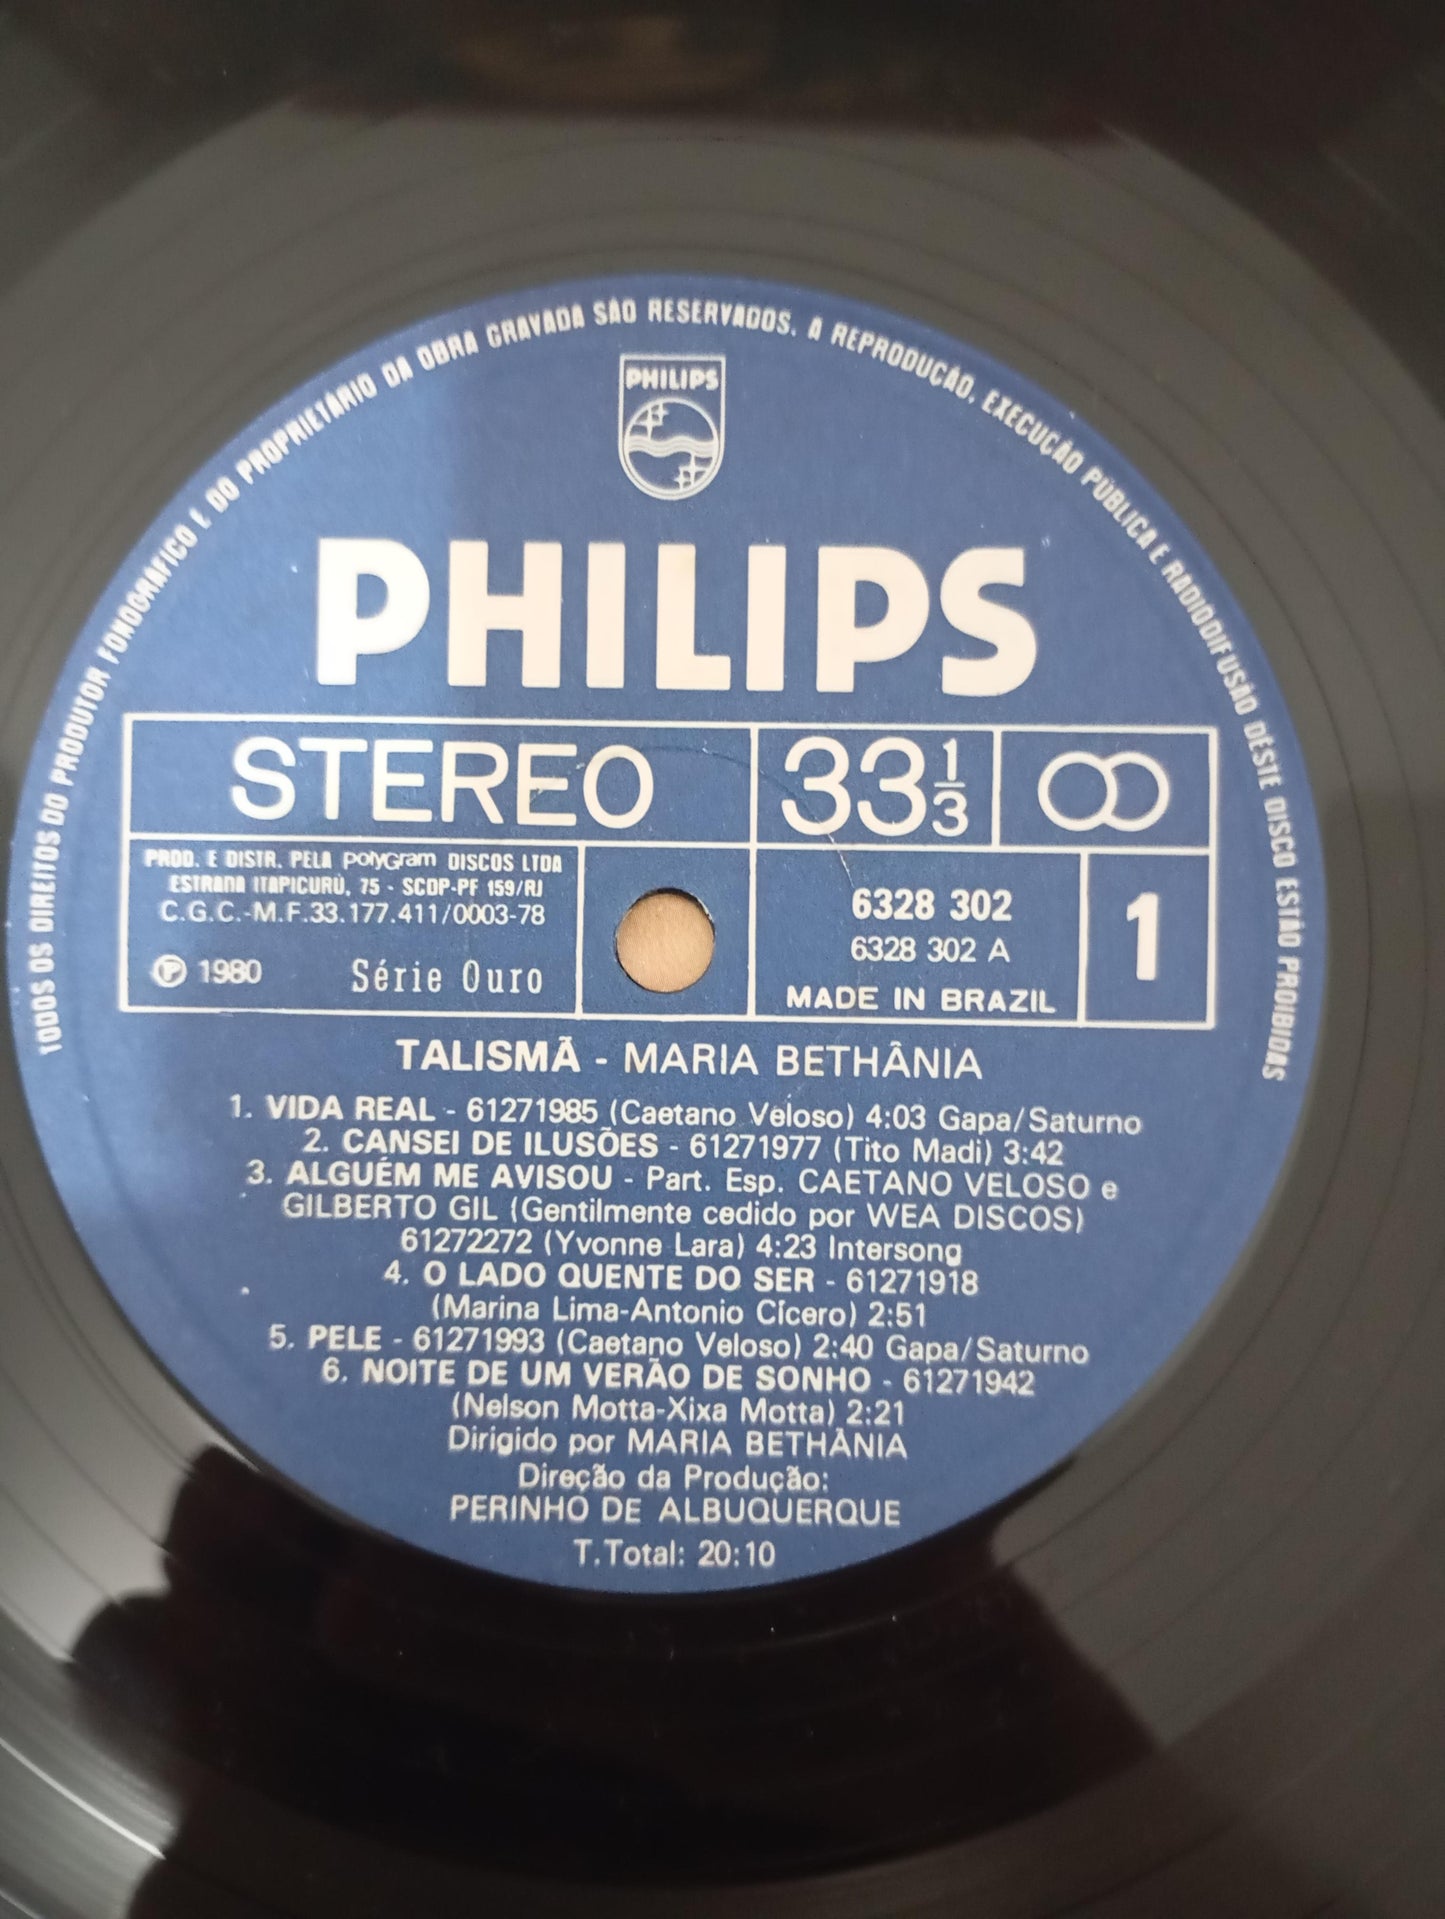 TODOS OS DIREITOS DO PRODUTOR FONOGRAFICO E DO PROPRIETÁRIO DA OBRA GRAVADA SÃO RESERVADOS. A REPRODUÇÃO, EXECUÇÃO PÚBLICA E RADIODIFUSÃO DÊSTE DISCO ESTÃO PROIBIDAS
PHILIPS
PHILIPS
STEREO 33 1/3
PROD. E DISTR. PELA polyGram DISCOS LTDA
ESTRADA ITAPICURÚ, 75 - SCDP-PF 159/RJ
C.G.C.-M.F.33.177.411/0003-78
℗ 1980 Série Ouro
6328 302
6328 302 A
MADE IN BRAZIL
1
TALISMÃ - MARIA BETHÂNIA
1. VIDA REAL - 61271985 (Caetano Veloso) 4:03 Gapa/Saturno
2. CANSEI DE ILUSÕES - 61271977 (Tito Madi) 3:42
3. ALGUÉM ME AVISOU - Part. Esp. CAETANO VELOSO e
GILBERTO GIL (Gentilmente cedido por WEA DISCOS)
61272272 (Yvonne Lara) 4:23 Intersong
4. O LADO QUENTE DO SER - 61271918
(Marina Lima-Antonio Cícero) 2:51
5. PELE - 61271993 (Caetano Veloso) 2:40 Gapa/Saturno
6. NOITE DE UM VERÃO DE SONHO - 61271942
(Nelson Motta-Xixa Motta) 2:21
Dirigido por MARIA BETHÂNIA
Direção da Produção:
PERINHO DE ALBUQUERQUE
T.Total: 20:10